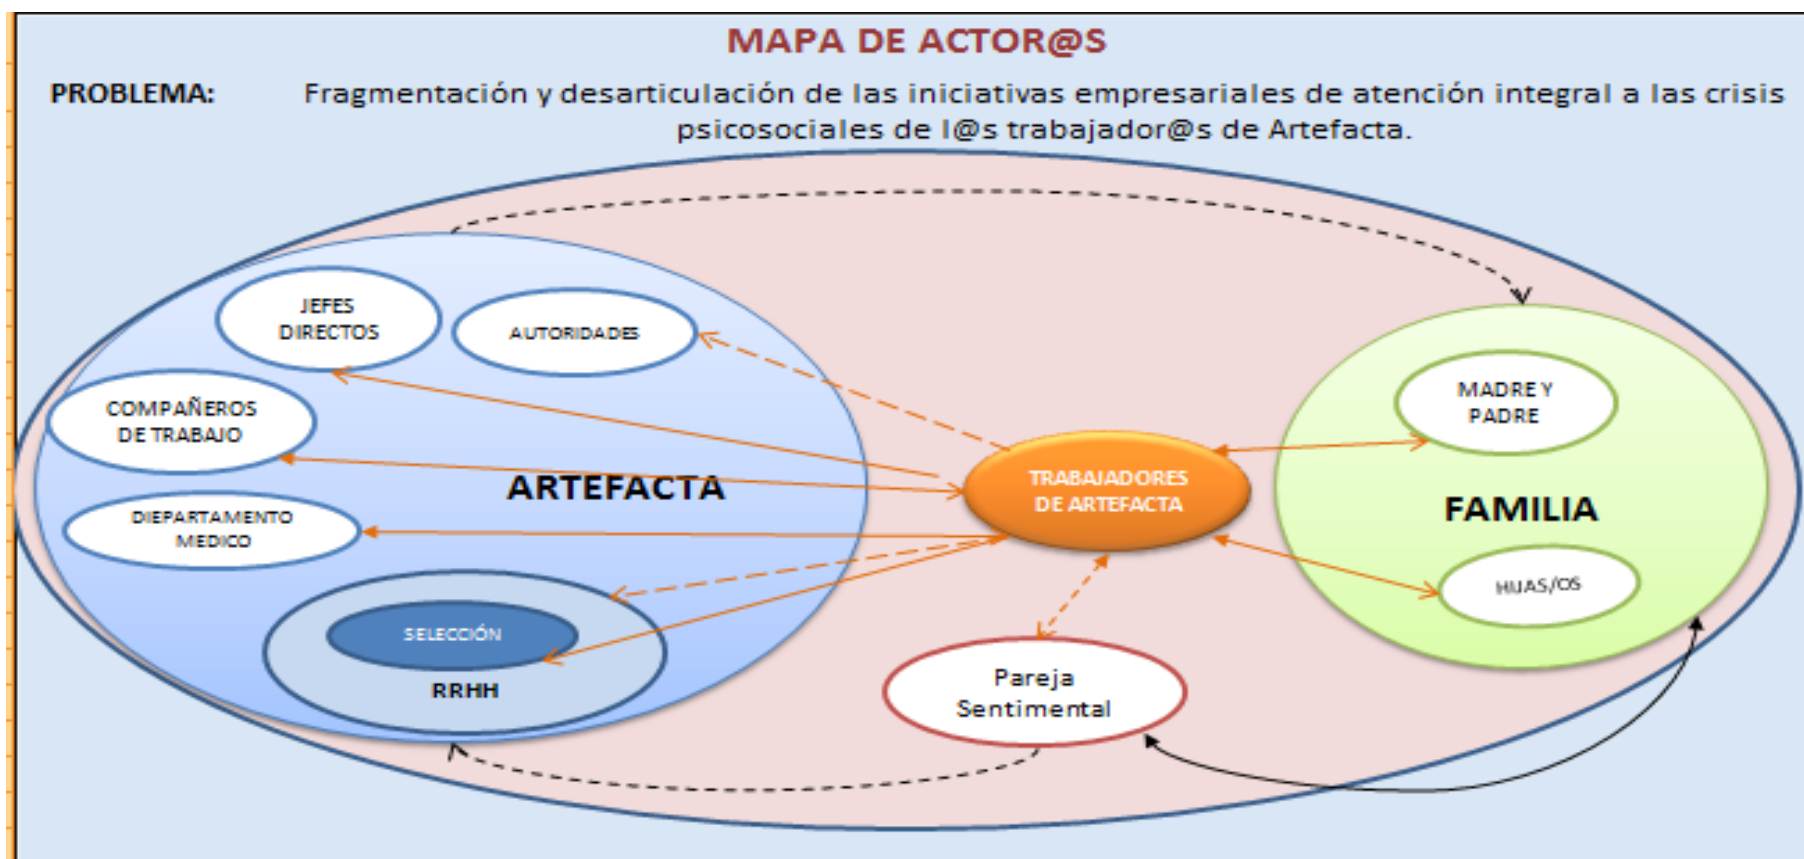 MAPA DE ACTOR@S
PROBLEMA: Fragmentación y desarticulación de las iniciativas empresariales de atención integral a las crisis
psicosociales de l@s trabajador@s de Artefacta.
JEFES
DIRECTOS
AUTORIDADES
COMPAÑEROS
DE TRABAJO
ARTEFACTA
DIEPARTAMENTO
MEDICO
SELECCIÓN
RRHH
TRABAJADORES
DE ARTEFACTA
Pareja
Sentimental
MADRE Y
PADRE
FAMILIA
HIJAS/OS